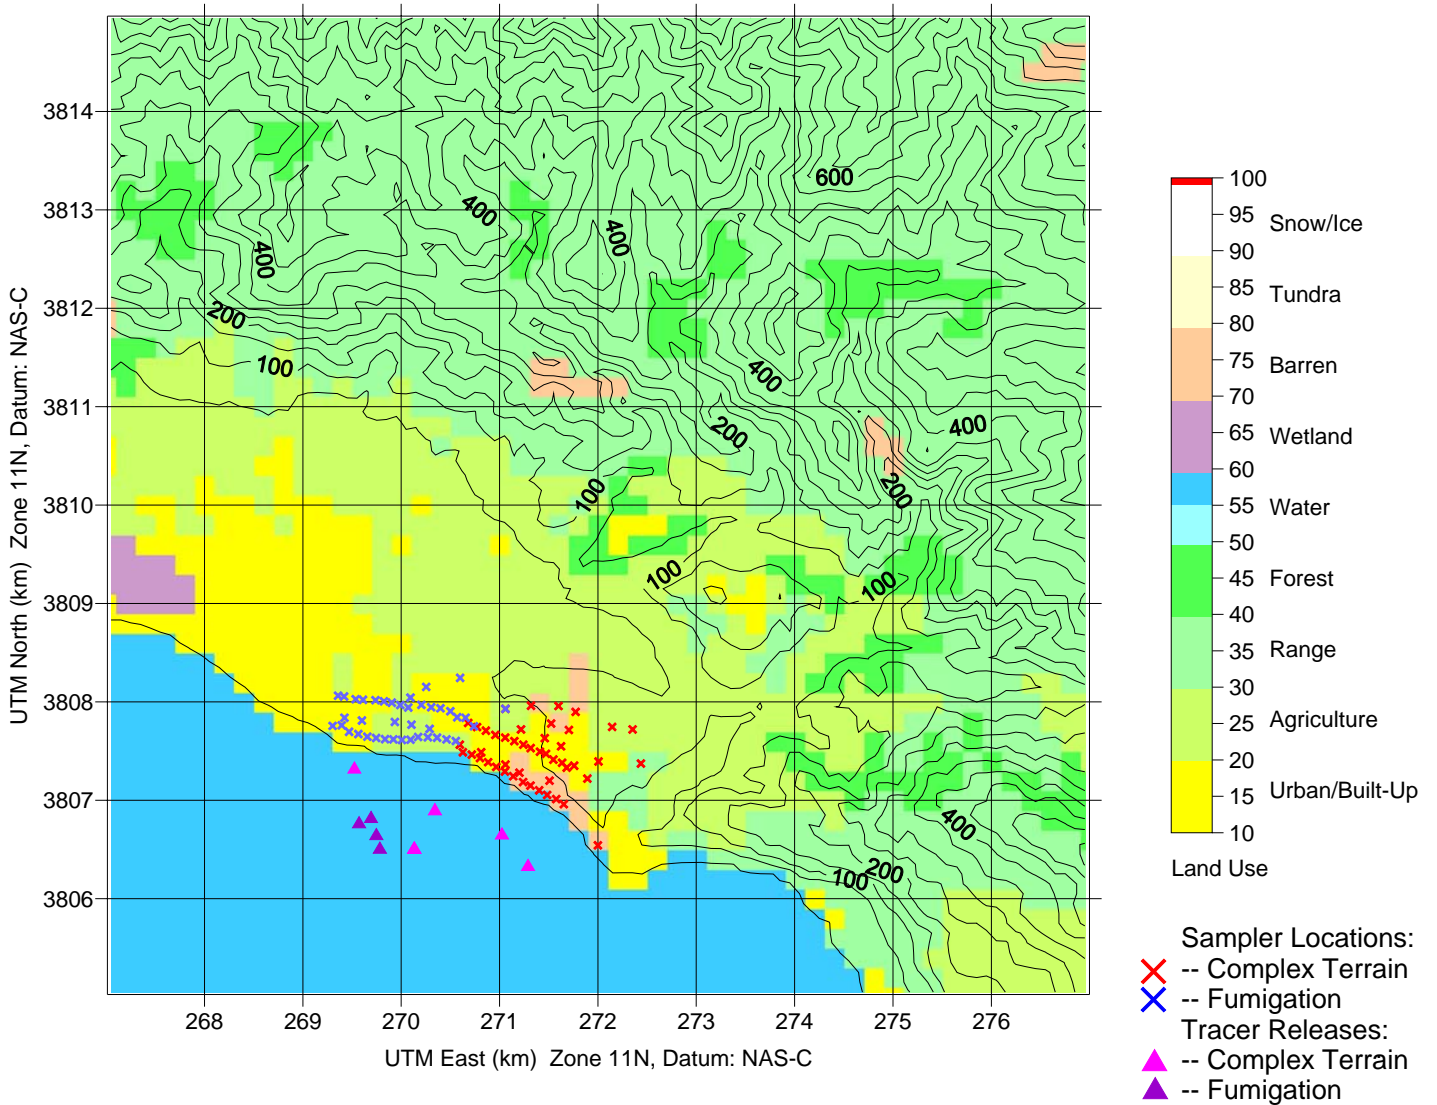 3814
3813
3812
3811
3810
3809
3808
3807
3806
UTM North (km)  Zone 11N, Datum: NAS-C
268 269 270 271 272 273 274 275 276
UTM East (km)  Zone 11N, Datum: NAS-C
600
400
400
400
200
100
400
200
400
200
100
100
100
400
200
100
100
95 Snow/Ice
90
85 Tundra
80
75 Barren
70
65 Wetland
60
55 Water
50
45 Forest
40
35 Range
30
25 Agriculture
20
15 Urban/Built-Up
10
Land Use
Sampler Locations:
-- Complex Terrain
-- Fumigation
Tracer Releases:
-- Complex Terrain
-- Fumigation